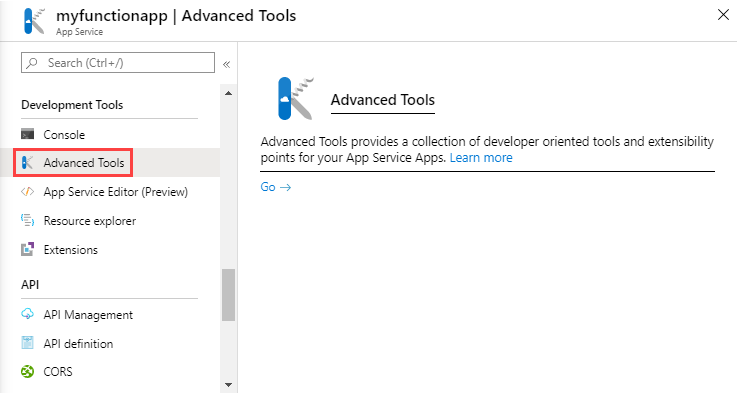 myfunctionapp | Advanced Tools
App Service
Search (Ctrl+/)
Development Tools
Console
Advanced Tools
App Service Editor (Preview)
Resource explorer
Extensions
API
API Management
API definition
CORS
Advanced Tools
Advanced Tools provides a collection of developer oriented tools and extensibility
points for your App Service Apps. Learn more
Go →